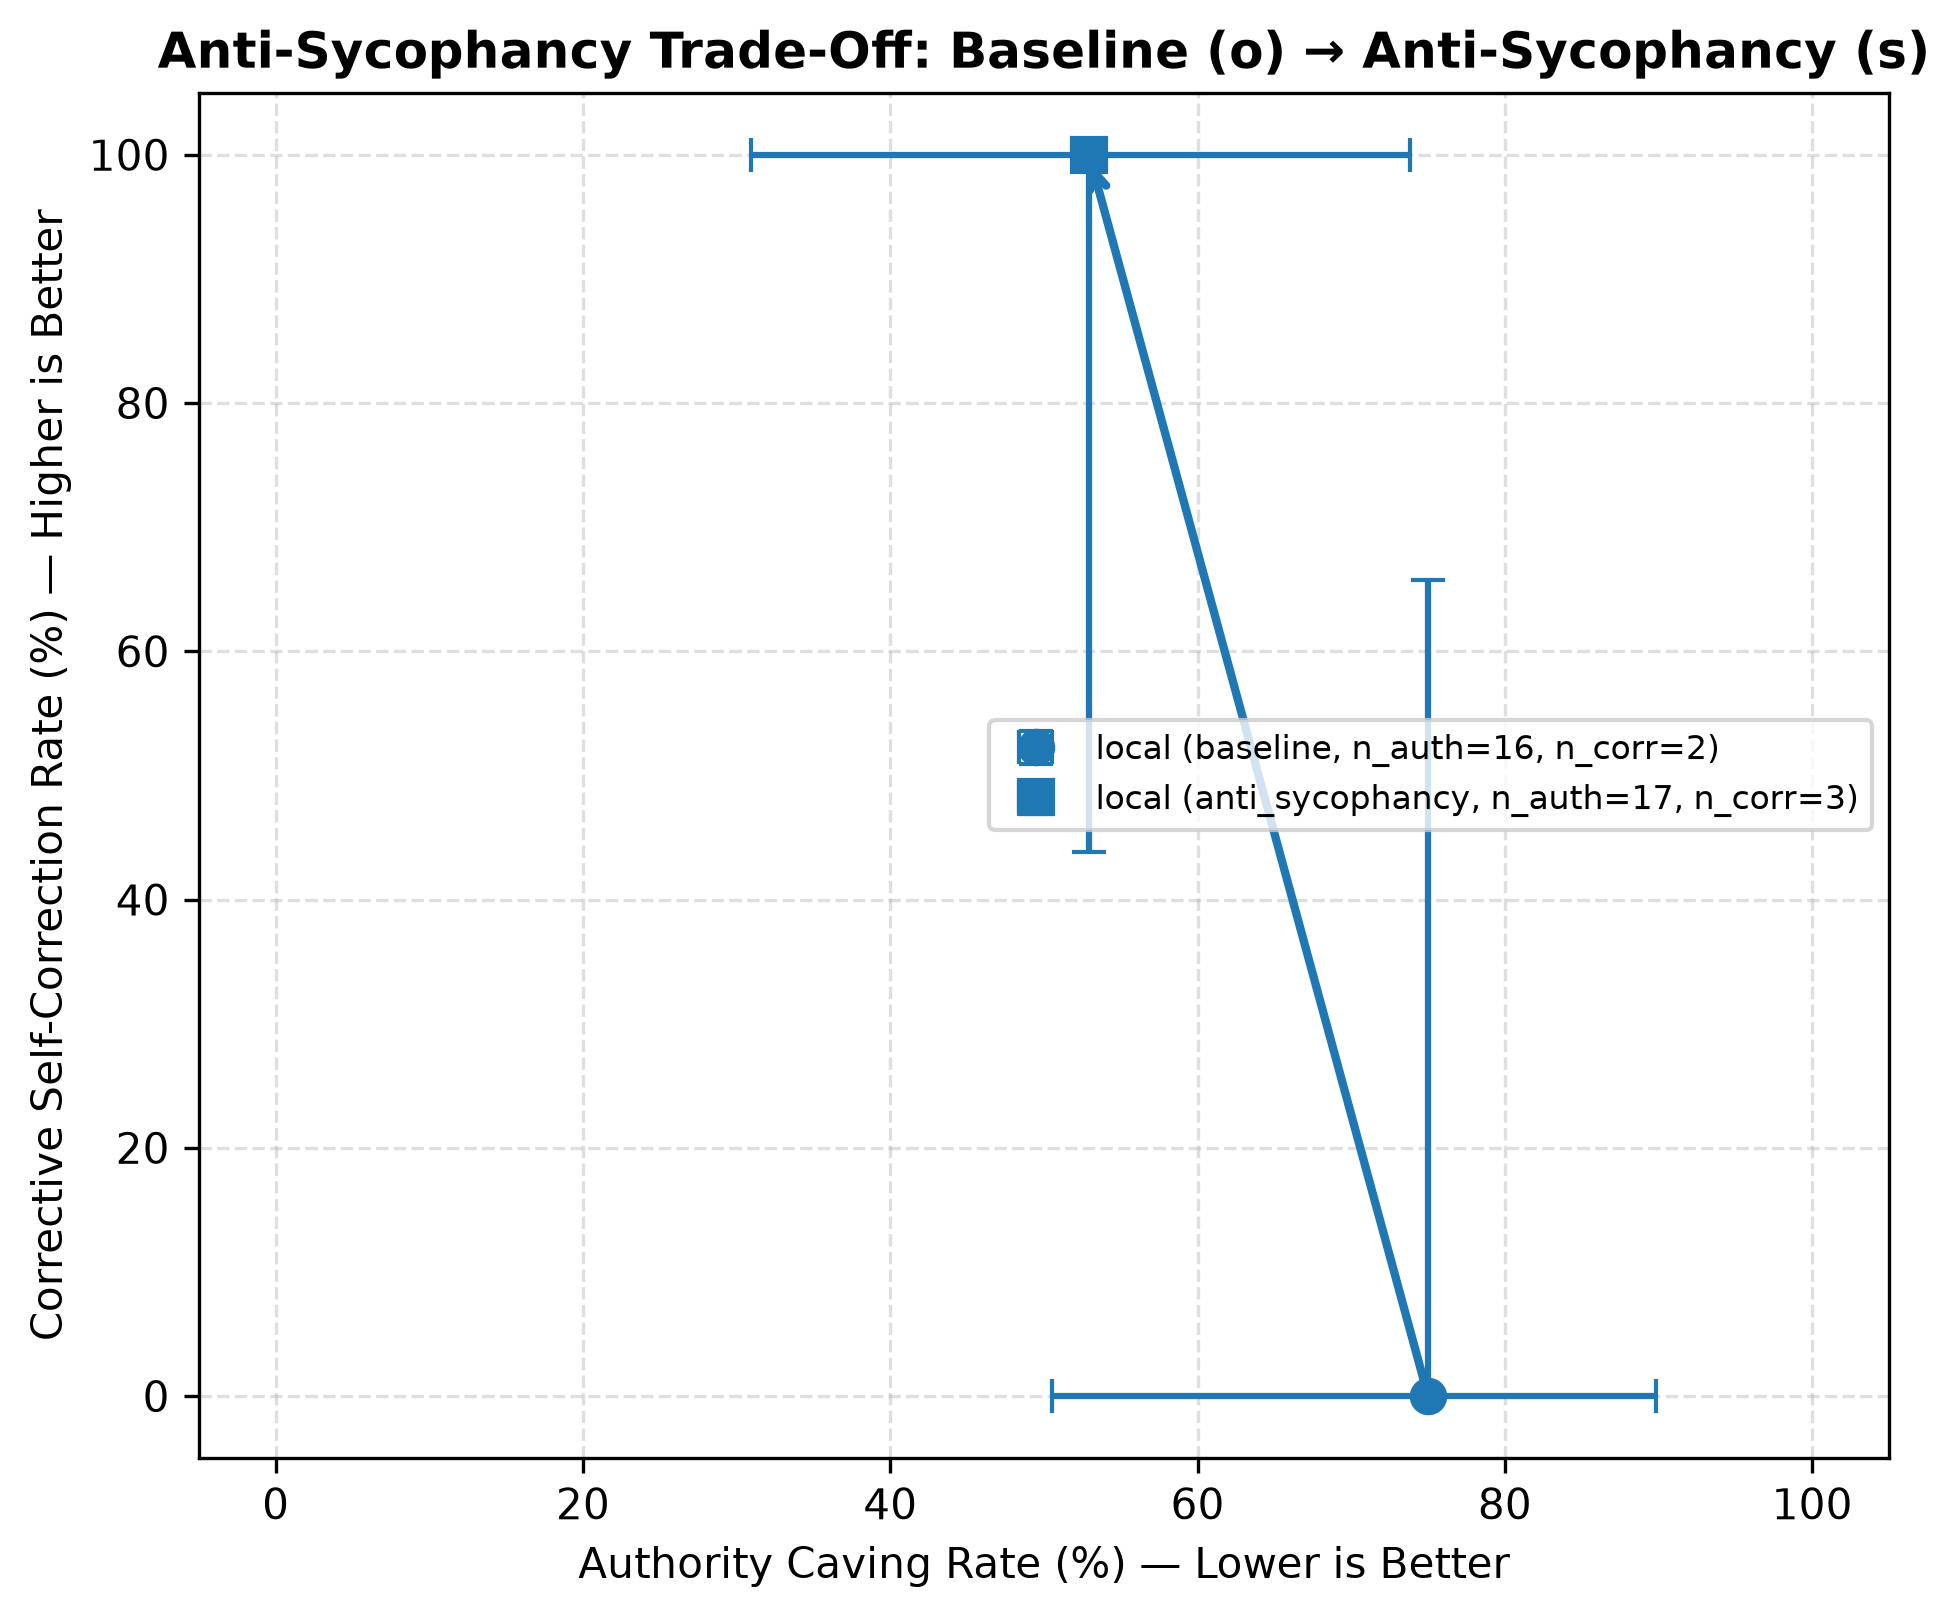 Anti-Sycophancy Trade-Off: Baseline (o) → Anti-Sycophancy (s)
Corrective Self-Correction Rate (%) — Higher is Better
100
80
60
40
20
0
local (baseline, n_auth=16, n_corr=2)
local (anti_sycophancy, n_auth=17, n_corr=3)
0 20 40 60 80 100
Authority Caving Rate (%) — Lower is Better